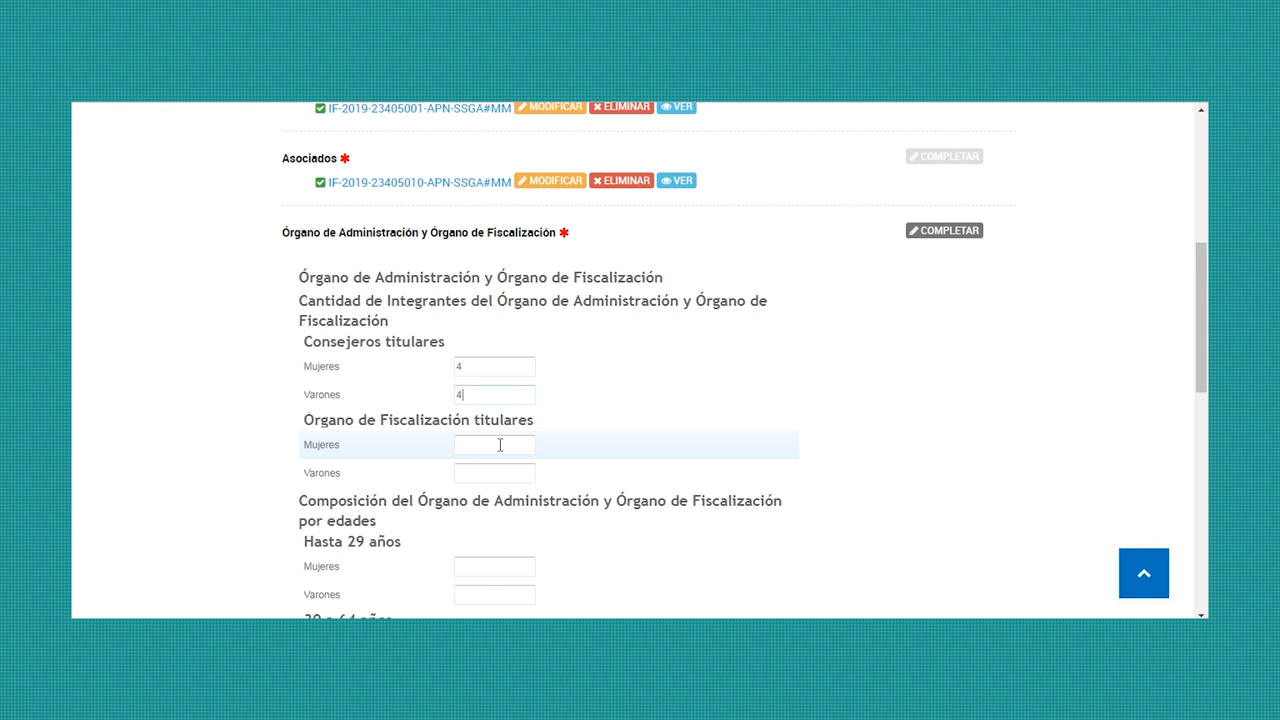 IF-2019-23405001-APN-SSGA#MM MODIFICAR ELIMINAR VER
Asociados * COMPLETAR
IF-2019-23405010-APN-SSGA#MM MODIFICAR ELIMINAR VER
Órgano de Administración y Órgano de Fiscalización * COMPLETAR
Órgano de Administración y Órgano de Fiscalización
Cantidad de Integrantes del Órgano de Administración y Órgano de
Fiscalización
Consejeros titulares
Mujeres 4
Varones 4
Órgano de Fiscalización titulares
Mujeres
Varones
Composición del Órgano de Administración y Órgano de Fiscalización
por edades
Hasta 29 años
Mujeres
Varones